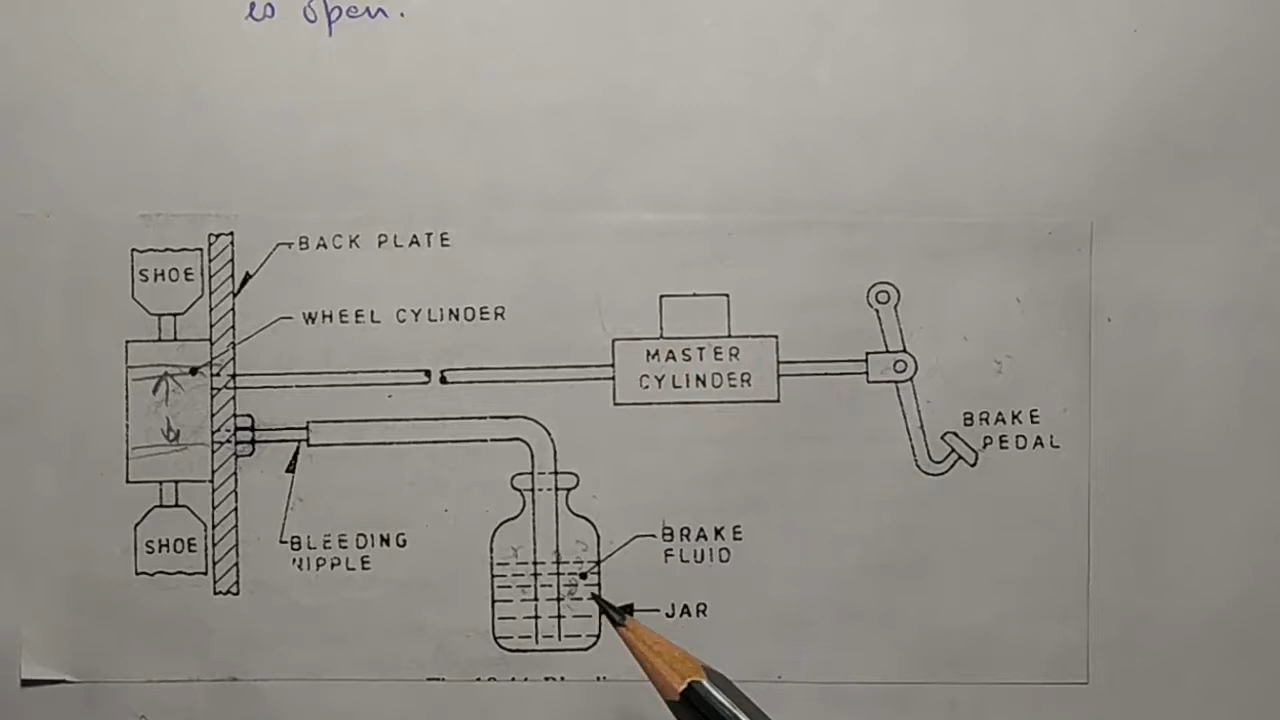 is open.
BACK PLATE
SHOE
WHEEL CYLINDER
MASTER
CYLINDER
BRAKE
PEDAL
BRAKE
FLUID
BLEEDING
NIPPLE
SHOE
JAR